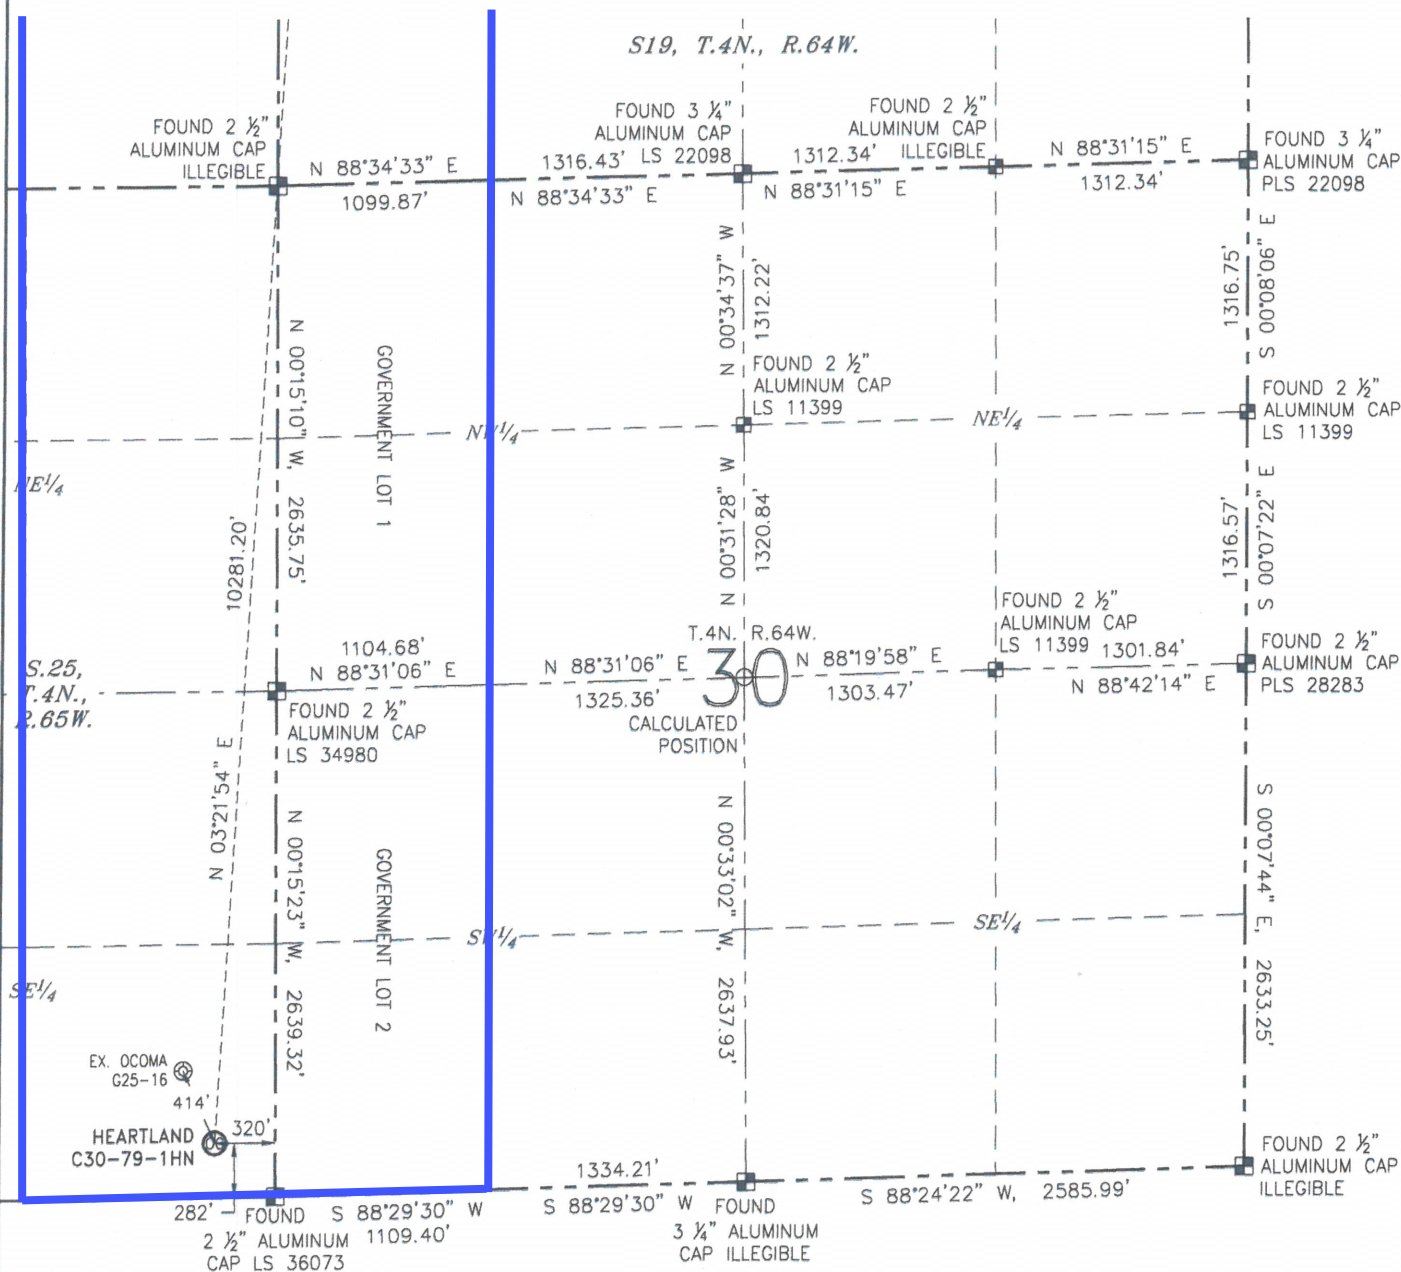 S19, T.4N., R.64W.
FOUND 2 ½"
ALUMINUM CAP
ILLEGIBLE
N 88°34'33" E
1099.87'
FOUND 3 ¼"
ALUMINUM CAP
LS 22098
1316.43'
N 88°34'33" E
FOUND 2 ½"
ALUMINUM CAP
ILLEGIBLE
1312.34'
N 88°31'15" E
N 88°31'15" E
1312.34'
FOUND 3 ¼"
ALUMINUM CAP
PLS 22098
N 00°15'10" W, 2635.75'
GOVERNMENT LOT 1
N 00°34'37" W
1312.22'
1316.75'
S 00°08'06" E
FOUND 2 ½"
ALUMINUM CAP
LS 11399
FOUND 2 ½"
ALUMINUM CAP
LS 11399
NW¼
NE¼
NE¼
10281.20'
N 00°31'28" W
1320.84'
1316.57'
S 00°07'22" E
S.25,
T.4N.,
R.65W.
1104.68'
N 88°31'06" E
N 88°31'06" E
1325.36'
T.4N. R.64W.
30
CALCULATED
POSITION
N 88°19'58" E
1303.47'
FOUND 2 ½"
ALUMINUM CAP
LS 11399
1301.84'
N 88°42'14" E
FOUND 2 ½"
ALUMINUM CAP
PLS 28283
FOUND 2 ½"
ALUMINUM CAP
LS 34980
N 03°21'54" E
N 00°15'23" W, 2639.32'
GOVERNMENT LOT 2
N 00°33'02" W, 2637.93'
S 00°07'44" E, 2633.25'
SW¼
SE¼
SE¼
EX. OCOMA
G25-16
414'
HEARTLAND
C30-79-1HN
320'
282'
FOUND
2 ½" ALUMINUM
CAP LS 36073
S 88°29'30" W
1109.40'
1334.21'
S 88°29'30" W
FOUND
3 ¼" ALUMINUM
CAP ILLEGIBLE
S 88°24'22" W, 2585.99'
FOUND 2 ½"
ALUMINUM CAP
ILLEGIBLE